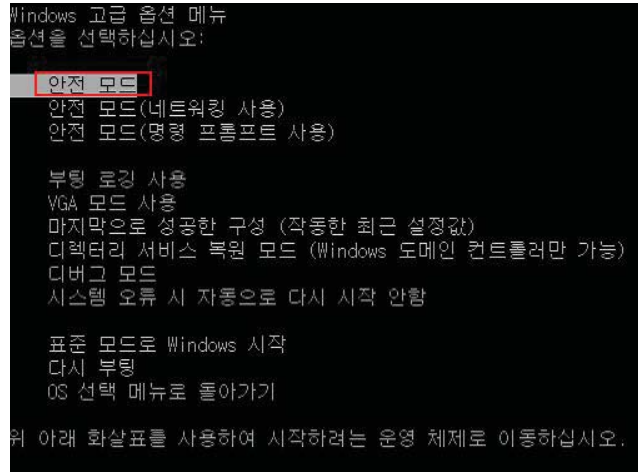 Windows 고급 옵션 메뉴
옵션을 선택하십시오:
안전 모드
안전 모드(네트워킹 사용)
안전 모드(명령 프롬프트 사용)
부팅 로깅 사용
VGA 모드 사용
마지막으로 성공한 구성 (작동한 최근 설정값)
디렉터리 서비스 복원 모드 (Windows 도메인 컨트롤러만 가능)
디버그 모드
시스템 오류 시 자동으로 다시 시작 안함
표준 모드로 Windows 시작
다시 부팅
OS 선택 메뉴로 돌아가기
위 아래 화살표를 사용하여 시작하려는 운영 체제로 이동하십시오.